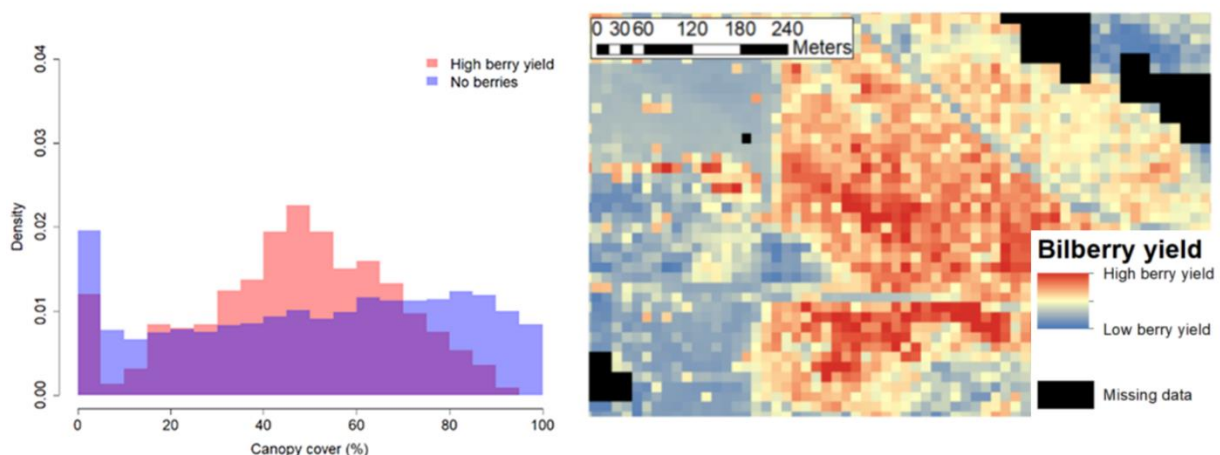 0.04
0.03
0.02
0.01
0.00
Density
High berry yield
No berries
0 20 40 60 80 100
Canopy cover (%)
0 30 60 120 180 240
Meters
Bilberry yield
High berry yield
Low berry yield
Missing data